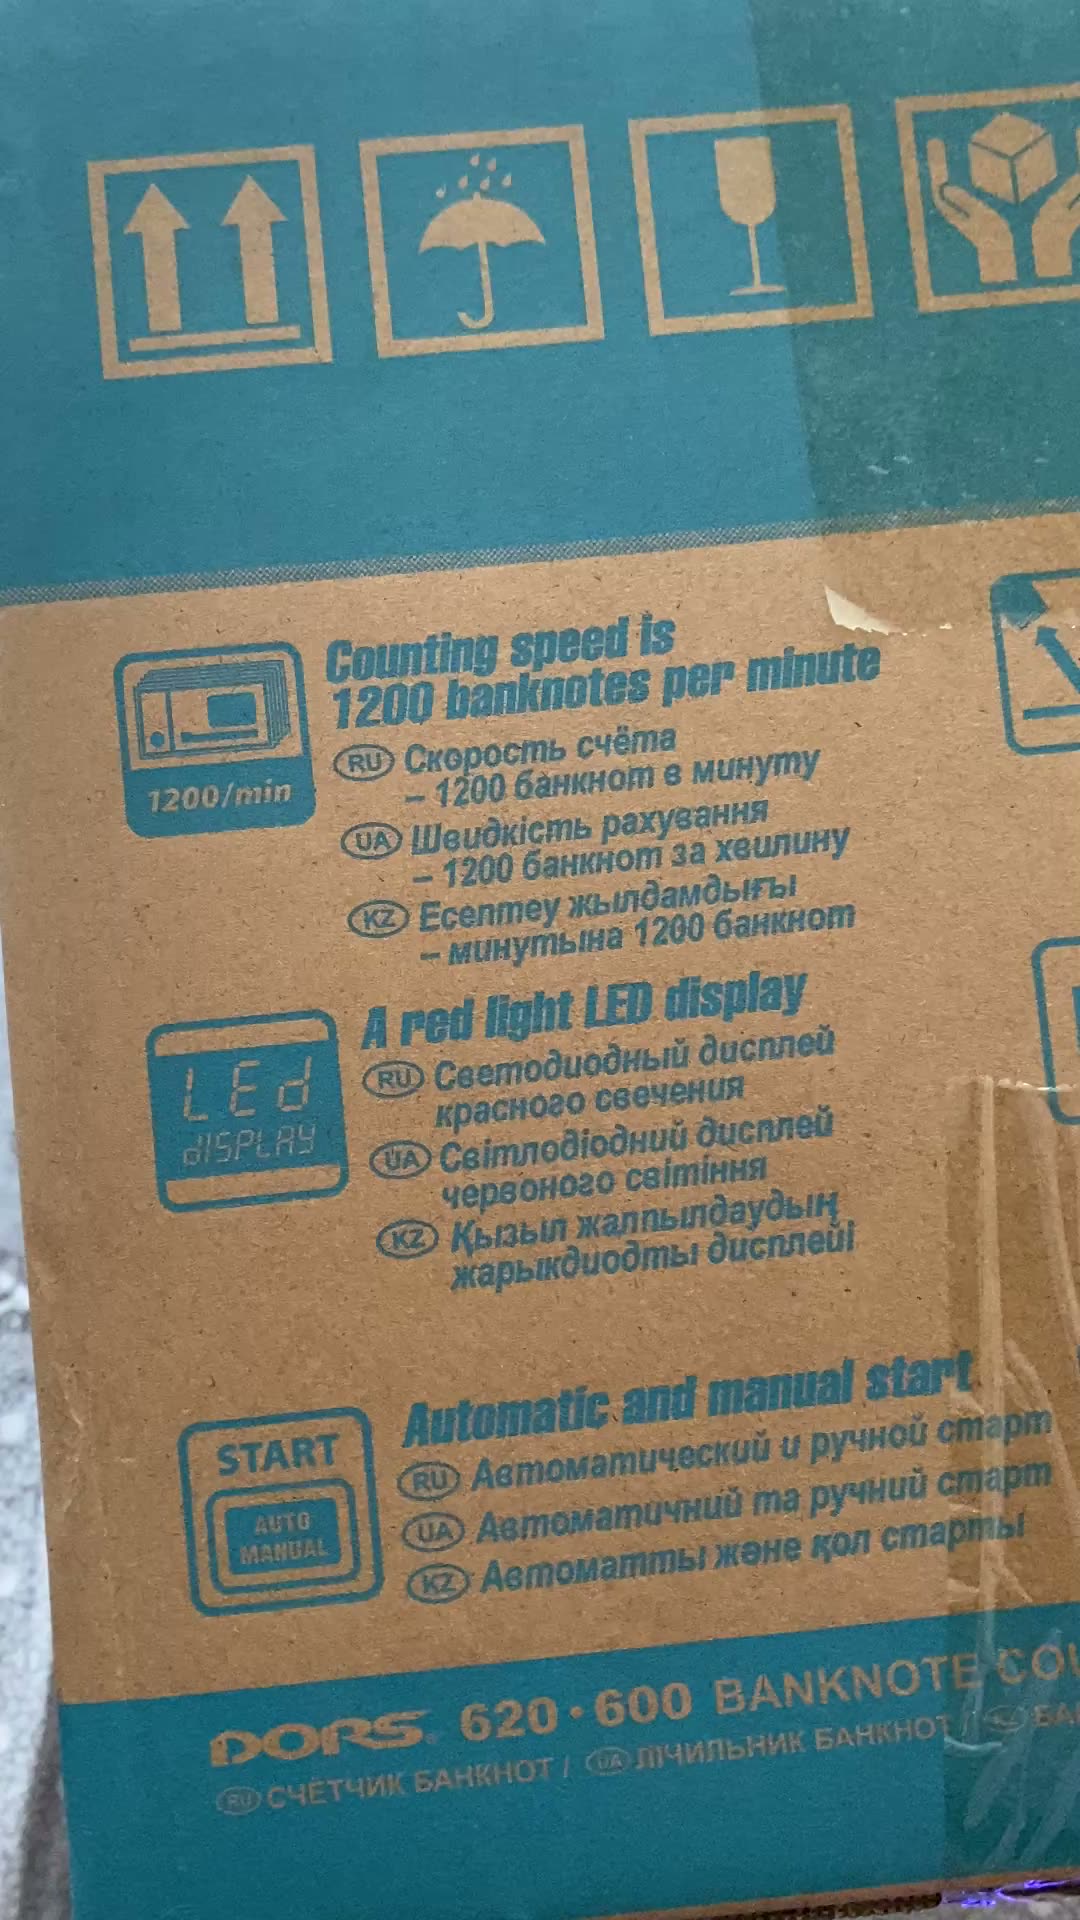 Counting speed is
1200 banknotes per minute
1200/min
RU Скорость счёта
– 1200 банкнот в минуту
UA Швидкість рахування
– 1200 банкнот за хвилину
KZ Есептеу жылдамдығы
– минутына 1200 банкнот
A red light LED display
LEd
dISPLAY
RU Светодиодный дисплей
красного свечения
UA Світлодіодний дисплей
червоного світіння
KZ Қызыл жалпылдаудың
жарыкдиодты дисплейі
Automatic and manual start
START
AUTO
MANUAL
RU Автоматический и ручной старт
UA Автоматичний та ручний старт
KZ Автоматты және қол старты
DORS 620·600 BANKNOTE
RU СЧЕТЧИК БАНКНОТ / UA ЛІЧИЛЬНИК БАНКНОТ / KZ